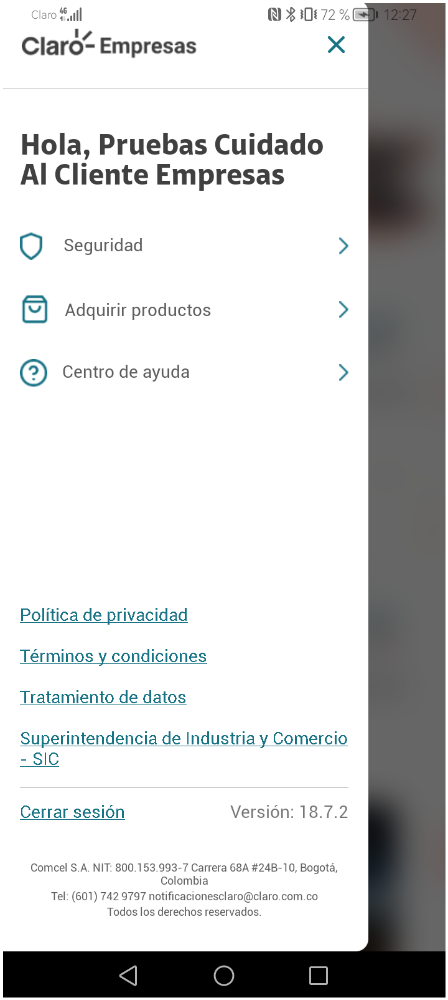 Claro 4G 72 % 12:27
Claro Empresas
Hola, Pruebas Cuidado
Al Cliente Empresas
Seguridad
Adquirir productos
Centro de ayuda
Política de privacidad
Términos y condiciones
Tratamiento de datos
Superintendencia de Industria y Comercio
- SIC
Cerrar sesión Versión: 18.7.2
Comcel S.A. NIT: 800.153.993-7 Carrera 68A #24B-10, Bogotá,
Colombia
Tel: (601) 742 9797 notificacionesclaro@claro.com.co
Todos los derechos reservados.